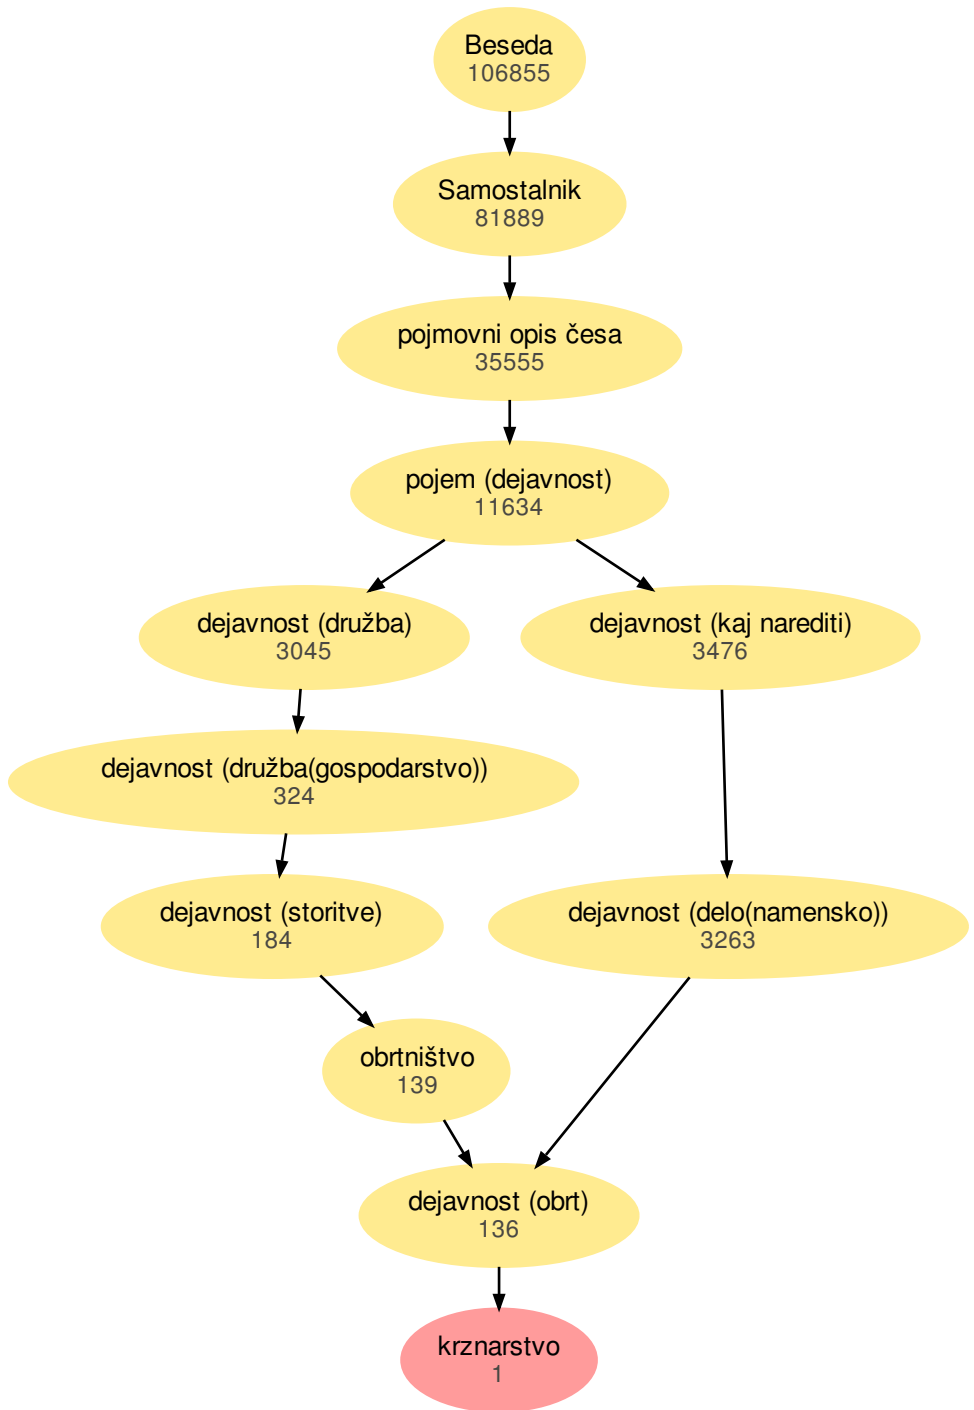 Beseda
106855
Samostalnik
81889
pojmovni opis česa
35555
pojem (dejavnost)
11634
dejavnost (družba)
3045
dejavnost (kaj narediti)
3476
dejavnost (družba(gospodarstvo))
324
dejavnost (storitve)
184
dejavnost (delo(namensko))
3263
obrtništvo
139
dejavnost (obrt)
136
krznarstvo
1